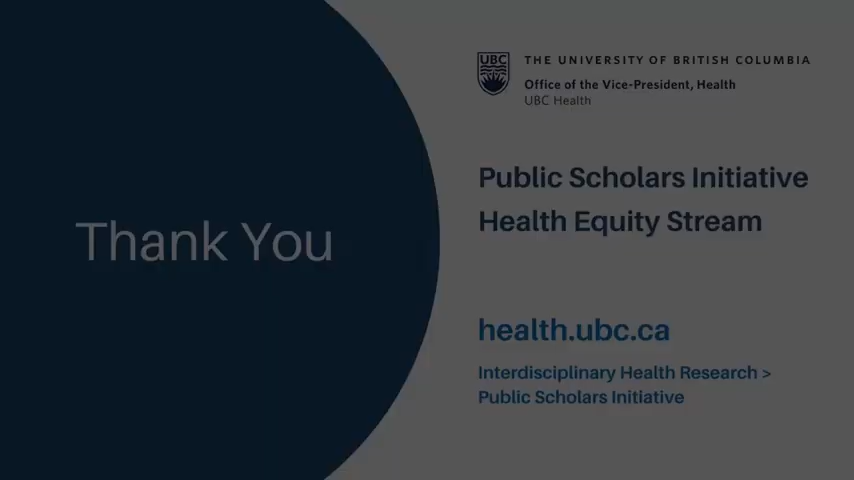 Thank You
UBC
THE UNIVERSITY OF BRITISH COLUMBIA
Office of the Vice-President, Health
UBC Health
Public Scholars Initiative
Health Equity Stream
health.ubc.ca
Interdisciplinary Health Research >
Public Scholars Initiative